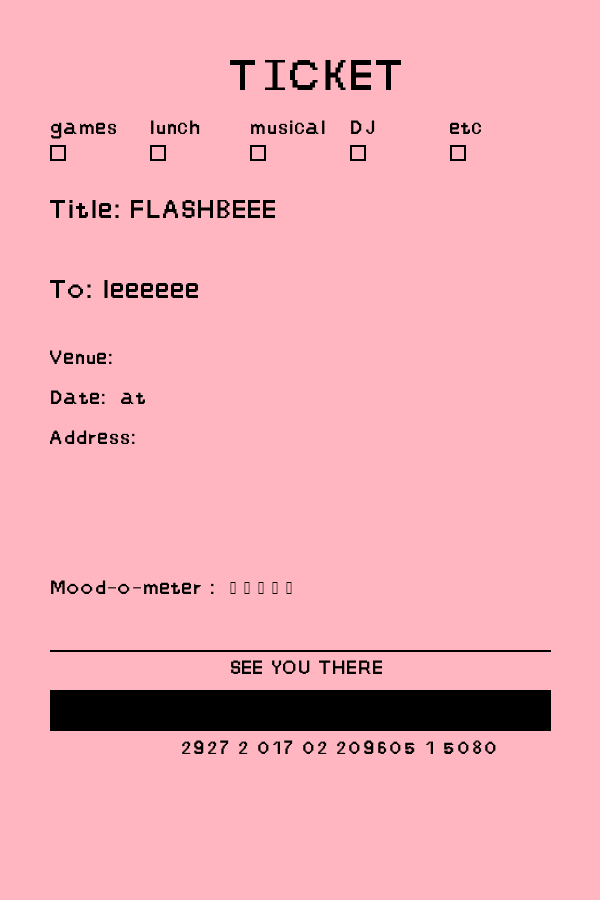 TICKET
games lunch musical DJ etc
Title: FLASHBEEE
To: leeeeee
Venue:
Date: at
Address:
Mood-o-meter :
SEE YOU THERE
2927 2 017 02 209605 1 5080